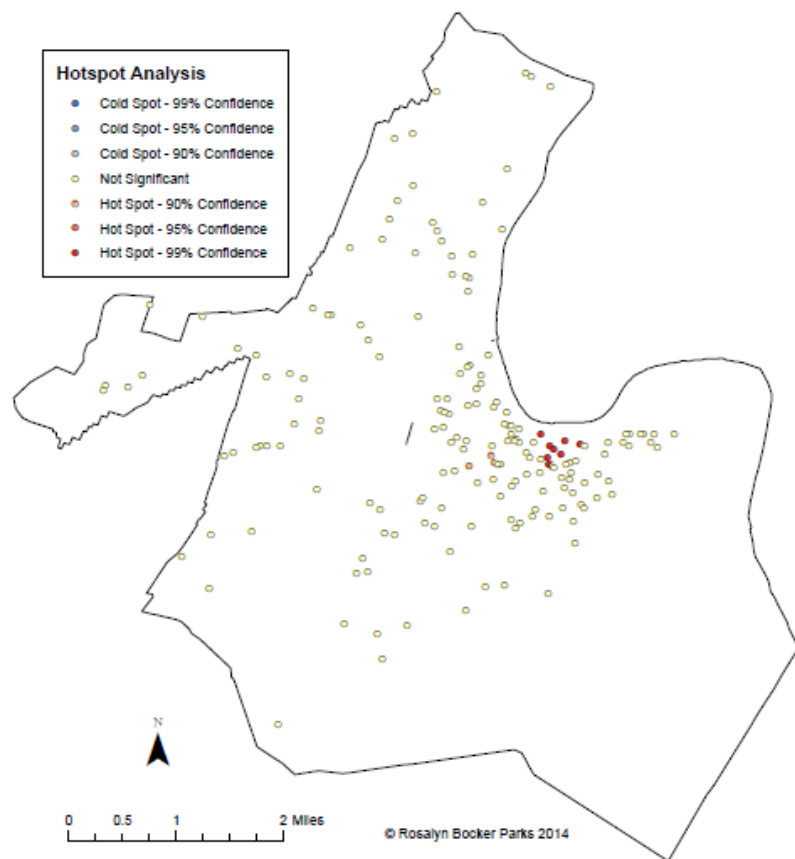 Hotspot Analysis
Cold Spot - 99% Confidence
Cold Spot - 95% Confidence
Cold Spot - 90% Confidence
Not Significant
Hot Spot - 90% Confidence
Hot Spot - 95% Confidence
Hot Spot - 99% Confidence
N
0 0.5 1 2 Miles
© Rosalyn Bocker Parks 2014